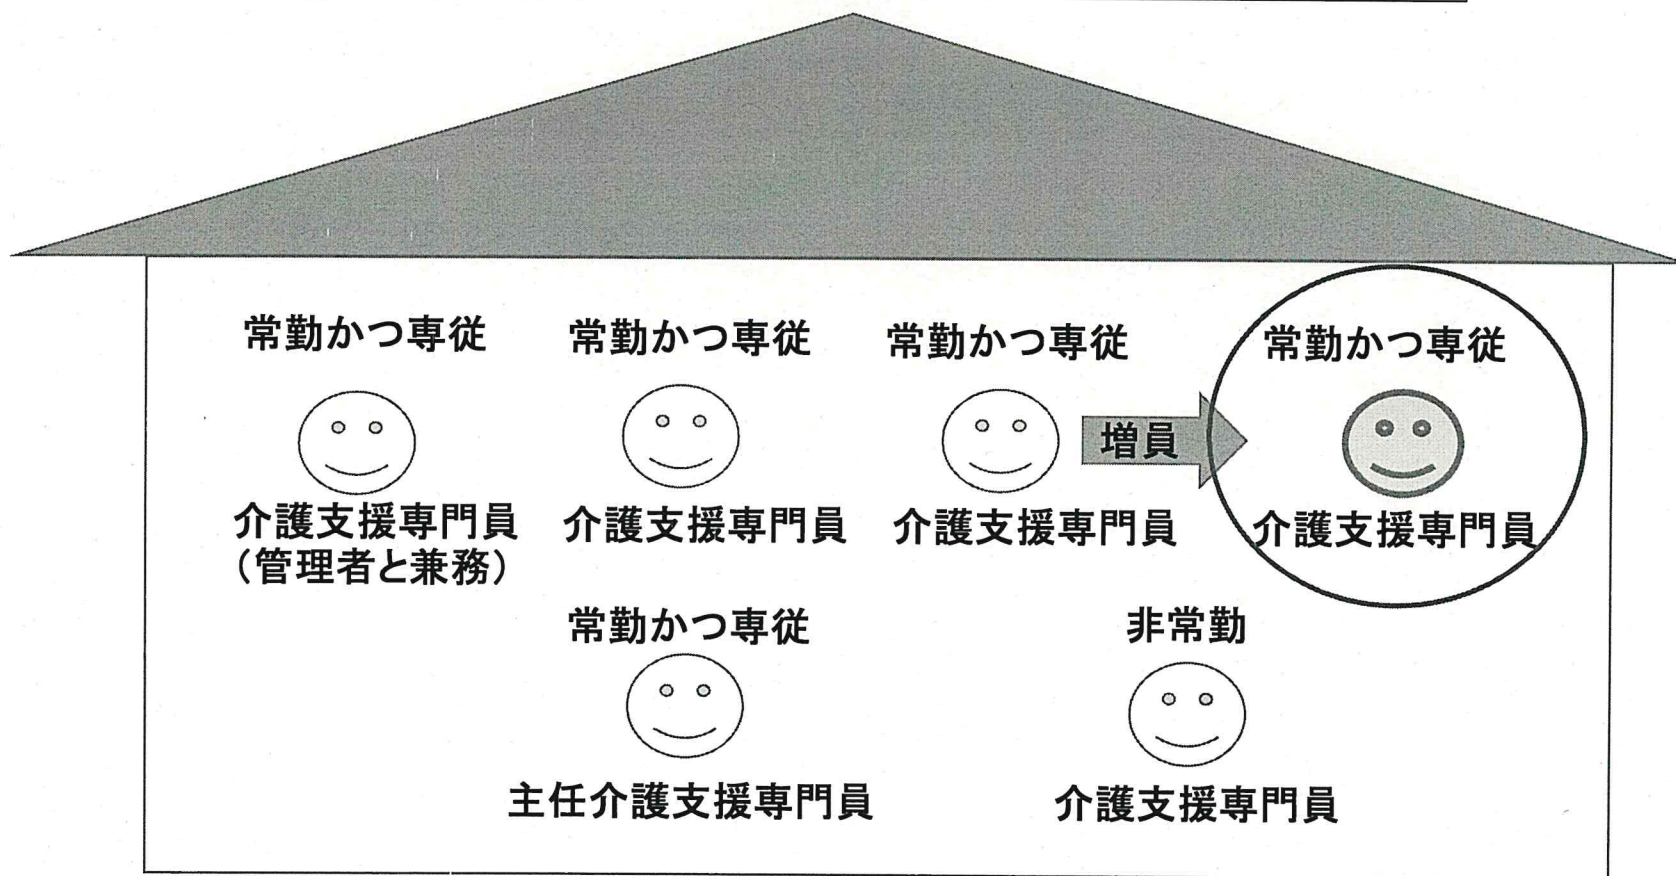 常勤かつ専従
常勤かつ専従
常勤かつ専従
常勤かつ専従
増員
介護支援専門員
(管理者と兼務)
介護支援専門員
介護支援専門員
介護支援専門員
常勤かつ専従
非常勤
主任介護支援専門員
介護支援専門員